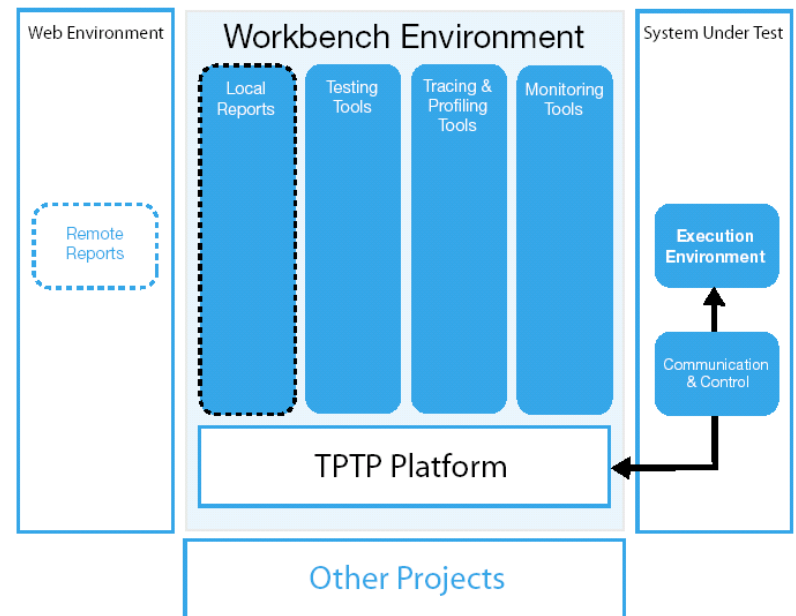 Web Environment
Workbench Environment
System Under Test
Local
Reports
Testing
Tools
Tracing &
Profiling
Tools
Monitoring
Tools
Remote
Reports
Execution
Environment
Communication
& Control
TPTP Platform
Other Projects